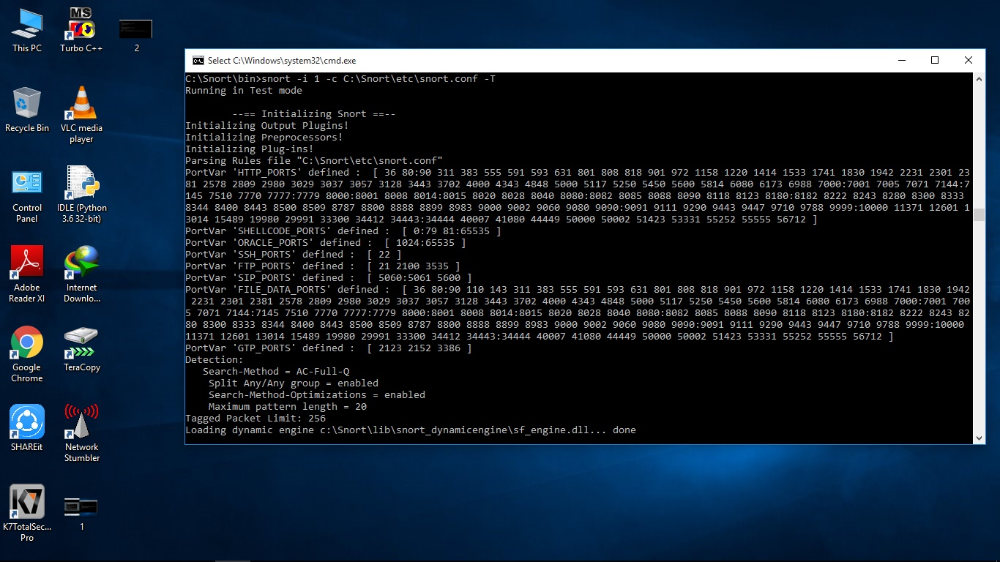 This PC
MS
Turbo C++
2
Recycle Bin
VLC media
player
Control
Panel
IDLE (Python
3.6 32-bit)
Adobe
Reader XI
Internet
Downlo...
Google
Chrome
TeraCopy
SHAREit
Network
Stumbler
K7
K7TotalSec...
Pro
1
Select C:\Windows\system32\cmd.exe
C:\Snort\bin>snort -i 1 -c C:\Snort\etc\snort.conf -T
Running in Test mode
--== Initializing Snort ==--
Initializing Output Plugins!
Initializing Preprocessors!
Initializing Plug-ins!
Parsing Rules file "C:\Snort\etc\snort.conf"
PortVar 'HTTP_PORTS' defined :  [ 36 80:90 311 383 555 591 593 631 801 808 818 901 972 1158 1220 1414 1533 1741 1830 1942 2231 2301 23
81 2578 2809 2980 3029 3037 3057 3128 3443 3702 4000 4343 4848 5000 5117 5250 5450 5600 5814 6080 6173 6988 7000:7001 7005 7071 7144:7
145 7510 7770 7777:7779 8000:8001 8008 8014:8015 8020 8028 8040 8080:8082 8085 8088 8090 8118 8123 8180:8182 8222 8243 8280 8300 8333
8344 8400 8443 8500 8509 8787 8800 8888 8899 8983 9000 9002 9060 9080 9090:9091 9111 9290 9443 9447 9710 9788 9999:10000 11371 12601 1
3014 15489 19980 29991 33300 34412 34443:34444 40007 41080 44449 50000 50002 51423 53331 55252 55555 56712 ]
PortVar 'SHELLCODE_PORTS' defined :  [ 0:79 81:65535 ]
PortVar 'ORACLE_PORTS' defined :  [ 1024:65535 ]
PortVar 'SSH_PORTS' defined :  [ 22 ]
PortVar 'FTP_PORTS' defined :  [ 21 2100 3535 ]
PortVar 'SIP_PORTS' defined :  [ 5060:5061 5600 ]
PortVar 'FILE_DATA_PORTS' defined :  [ 36 80:90 110 143 311 383 555 591 593 631 801 808 818 901 972 1158 1220 1414 1533 1741 1830 1942
2231 2301 2381 2578 2809 2980 3029 3037 3057 3128 3443 3702 4000 4343 4848 5000 5117 5250 5450 5600 5814 6080 6173 6988 7000:7001 700
5 7071 7144:7145 7510 7770 7777:7779 8000:8001 8008 8014:8015 8020 8028 8040 8080:8082 8085 8088 8090 8118 8123 8180:8182 8222 8243 82
80 8300 8333 8344 8400 8443 8500 8509 8787 8800 8888 8899 8983 9000 9002 9060 9080 9090:9091 9111 9290 9443 9447 9710 9788 9999:10000
11371 12601 13014 15489 19980 29991 33300 34412 34443:34444 40007 41080 44449 50000 50002 51423 53331 55252 55555 56712 ]
PortVar 'GTP_PORTS' defined :  [ 2123 2152 3386 ]
Detection:
Search-Method = AC-Full-Q
Split Any/Any group = enabled
Search-Method-Optimizations = enabled
Maximum pattern length = 20
Tagged Packet Limit: 256
Loading dynamic engine c:\Snort\lib\snort_dynamicengine\sf_engine.dll... done